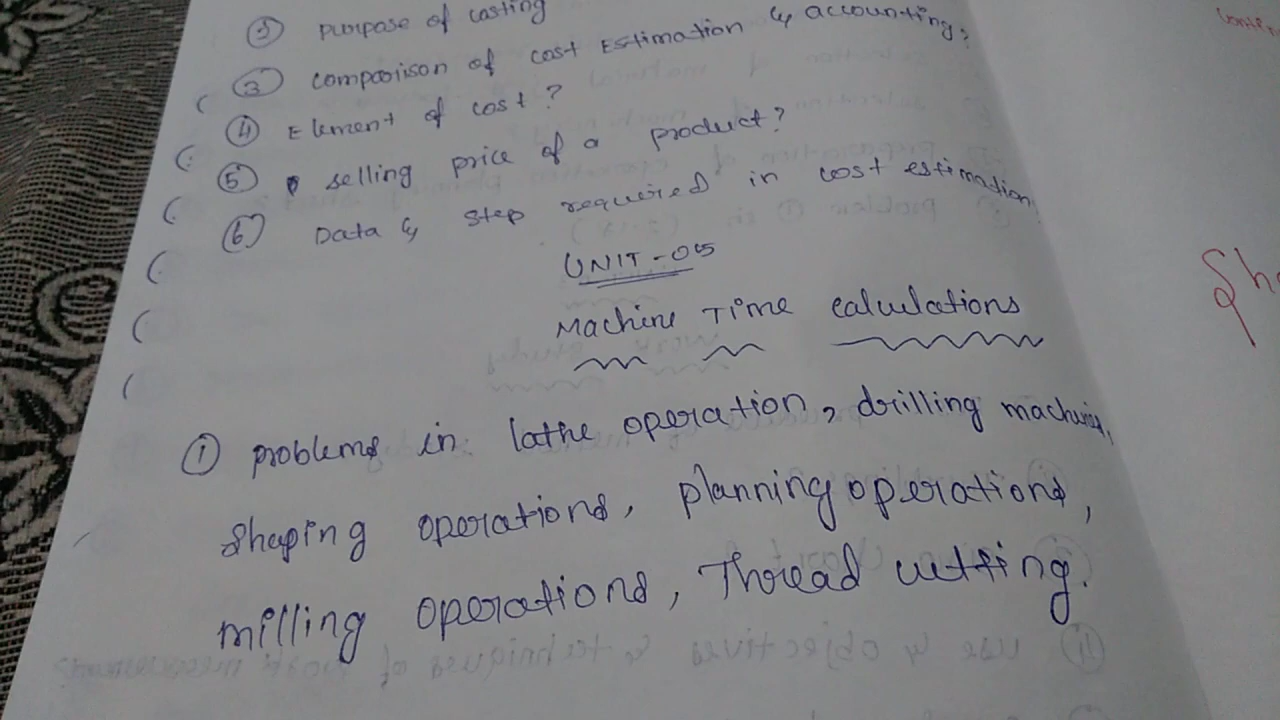 ② purpose of costing
③ comparison of cost Estimation & accounting,
④ Element of cost?
⑤ selling price of a product?
⑥ Data & step required in cost estimation
UNIT-05
Machine Time calculations
① problems in lathe operation, drilling machining,
shaping operations, planning operations,
milling operations, Thread cutting.